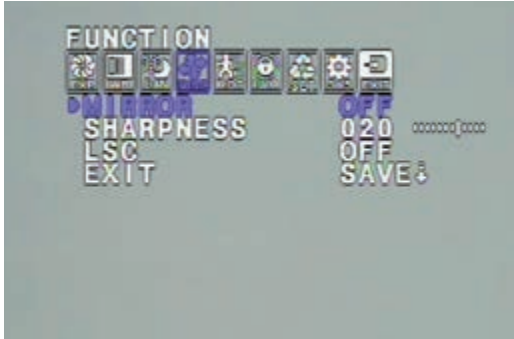 FUNCTION
MIRROR OFF
SHARPNESS 020
LSC OFF
EXIT SAVE